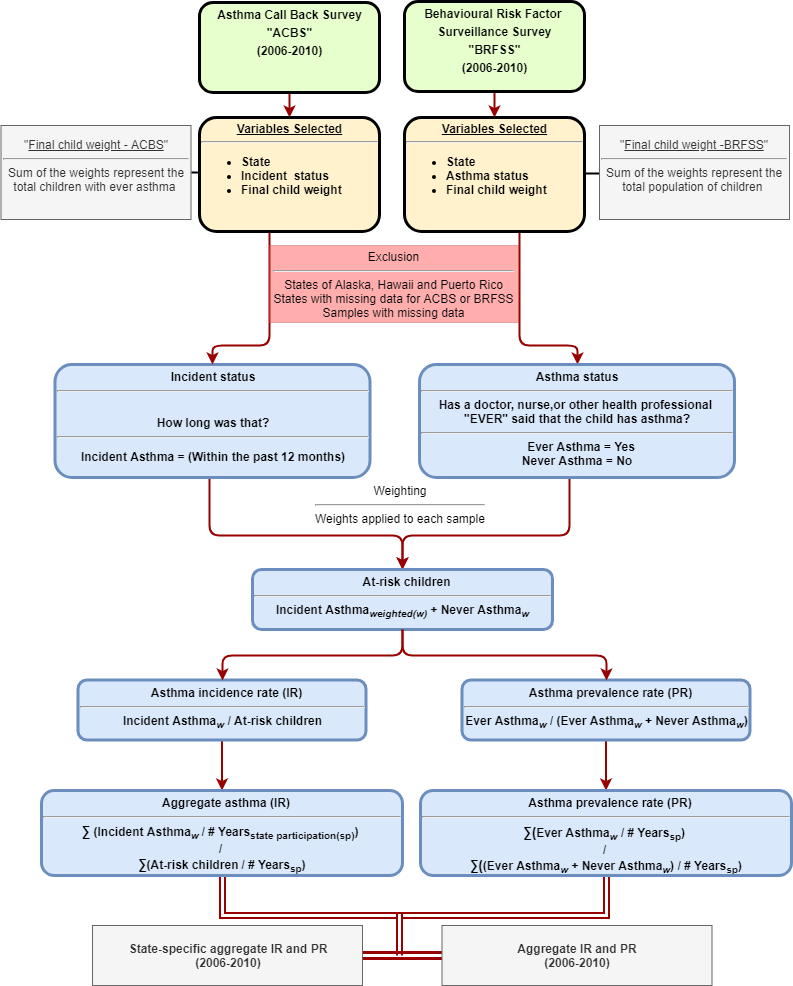 Asthma Call Back Survey
"ACBS"
(2006-2010)
Behavioural Risk Factor
Surveillance Survey
"BRFSS"
(2006-2010)
"Final child weight - ACBS"
Sum of the weights represent the
total children with ever asthma
Variables Selected
• State
• Incident status
• Final child weight
Variables Selected
• State
• Asthma status
• Final child weight
"Final child weight -BRFSS"
Sum of the weights represent the
total population of children
Exclusion
States of Alaska, Hawaii and Puerto Rico
States with missing data for ACBS or BRFSS
Samples with missing data
Incident status
How long was that?
Incident Asthma = (Within the past 12 months)
Asthma status
Has a doctor, nurse,or other health professional
"EVER" said that the child has asthma?
Ever Asthma = Yes
Never Asthma = No
Weighting
Weights applied to each sample
At-risk children
Incident Asthmaweighted(w) + Never Asthmaw
Asthma incidence rate (IR)
Incident Asthmaw / At-risk children
Asthma prevalence rate (PR)
Ever Asthmaw / (Ever Asthmaw + Never Asthmaw)
Aggregate asthma (IR)
∑ (Incident Asthmaw / # Yearsstate participation(sp))
/
∑(At-risk children / # Yearssp)
Asthma prevalence rate (PR)
∑(Ever Asthmaw / # Yearssp)
/
∑((Ever Asthmaw + Never Asthmaw) / # Yearssp)
State-specific aggregate IR and PR
(2006-2010)
Aggregate IR and PR
(2006-2010)